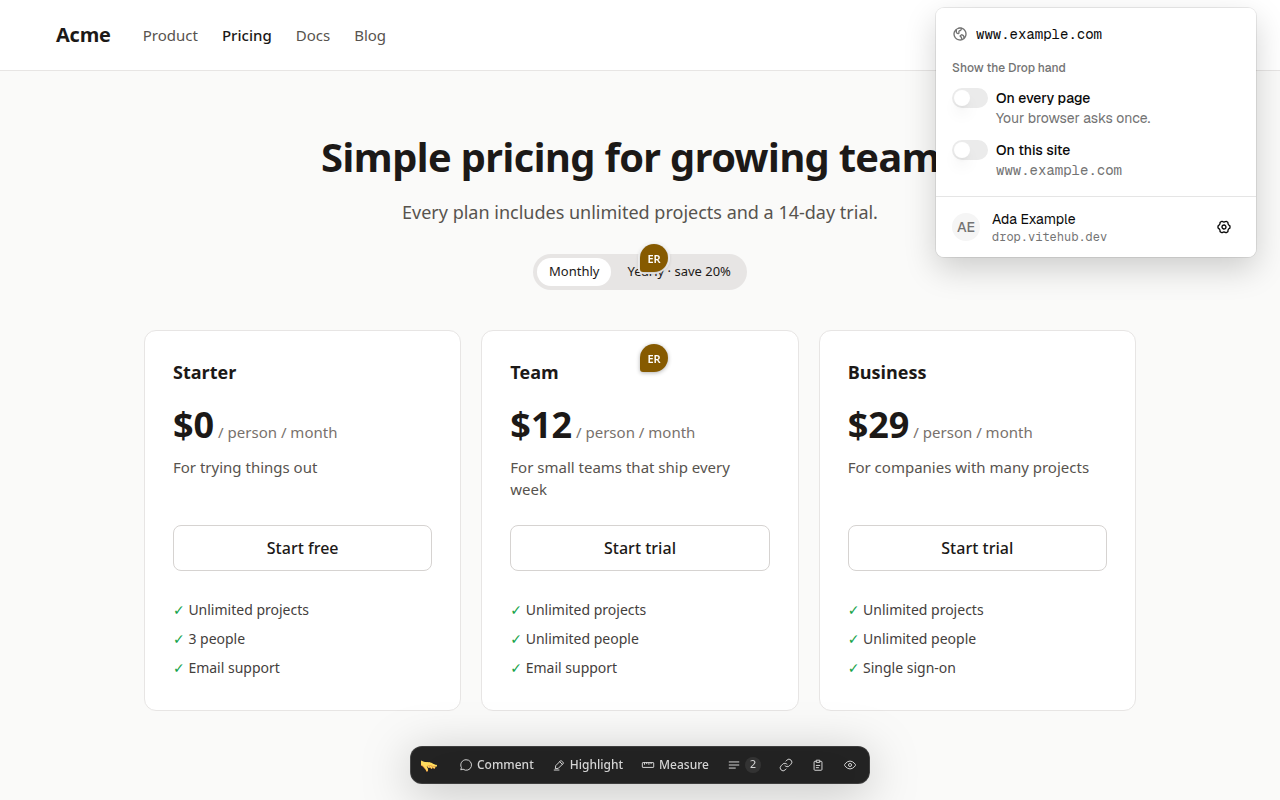 Acme Product Pricing Docs Blog
www.example.com
Show the Drop hand
On every page
Your browser asks once.
On this site
www.example.com
AE Ada Example
drop.vitehub.dev
Simple pricing for growing team
Every plan includes unlimited projects and a 14-day trial.
ER
Monthly Yearly · save 20%
ER
Starter
$0 / person / month
For trying things out
Start free
✓ Unlimited projects
✓ 3 people
✓ Email support
Team
$12 / person / month
For small teams that ship every
week
Start trial
✓ Unlimited projects
✓ Unlimited people
✓ Email support
Business
$29 / person / month
For companies with many projects
Start trial
✓ Unlimited projects
✓ Unlimited people
✓ Single sign-on
Comment Highlight Measure 2